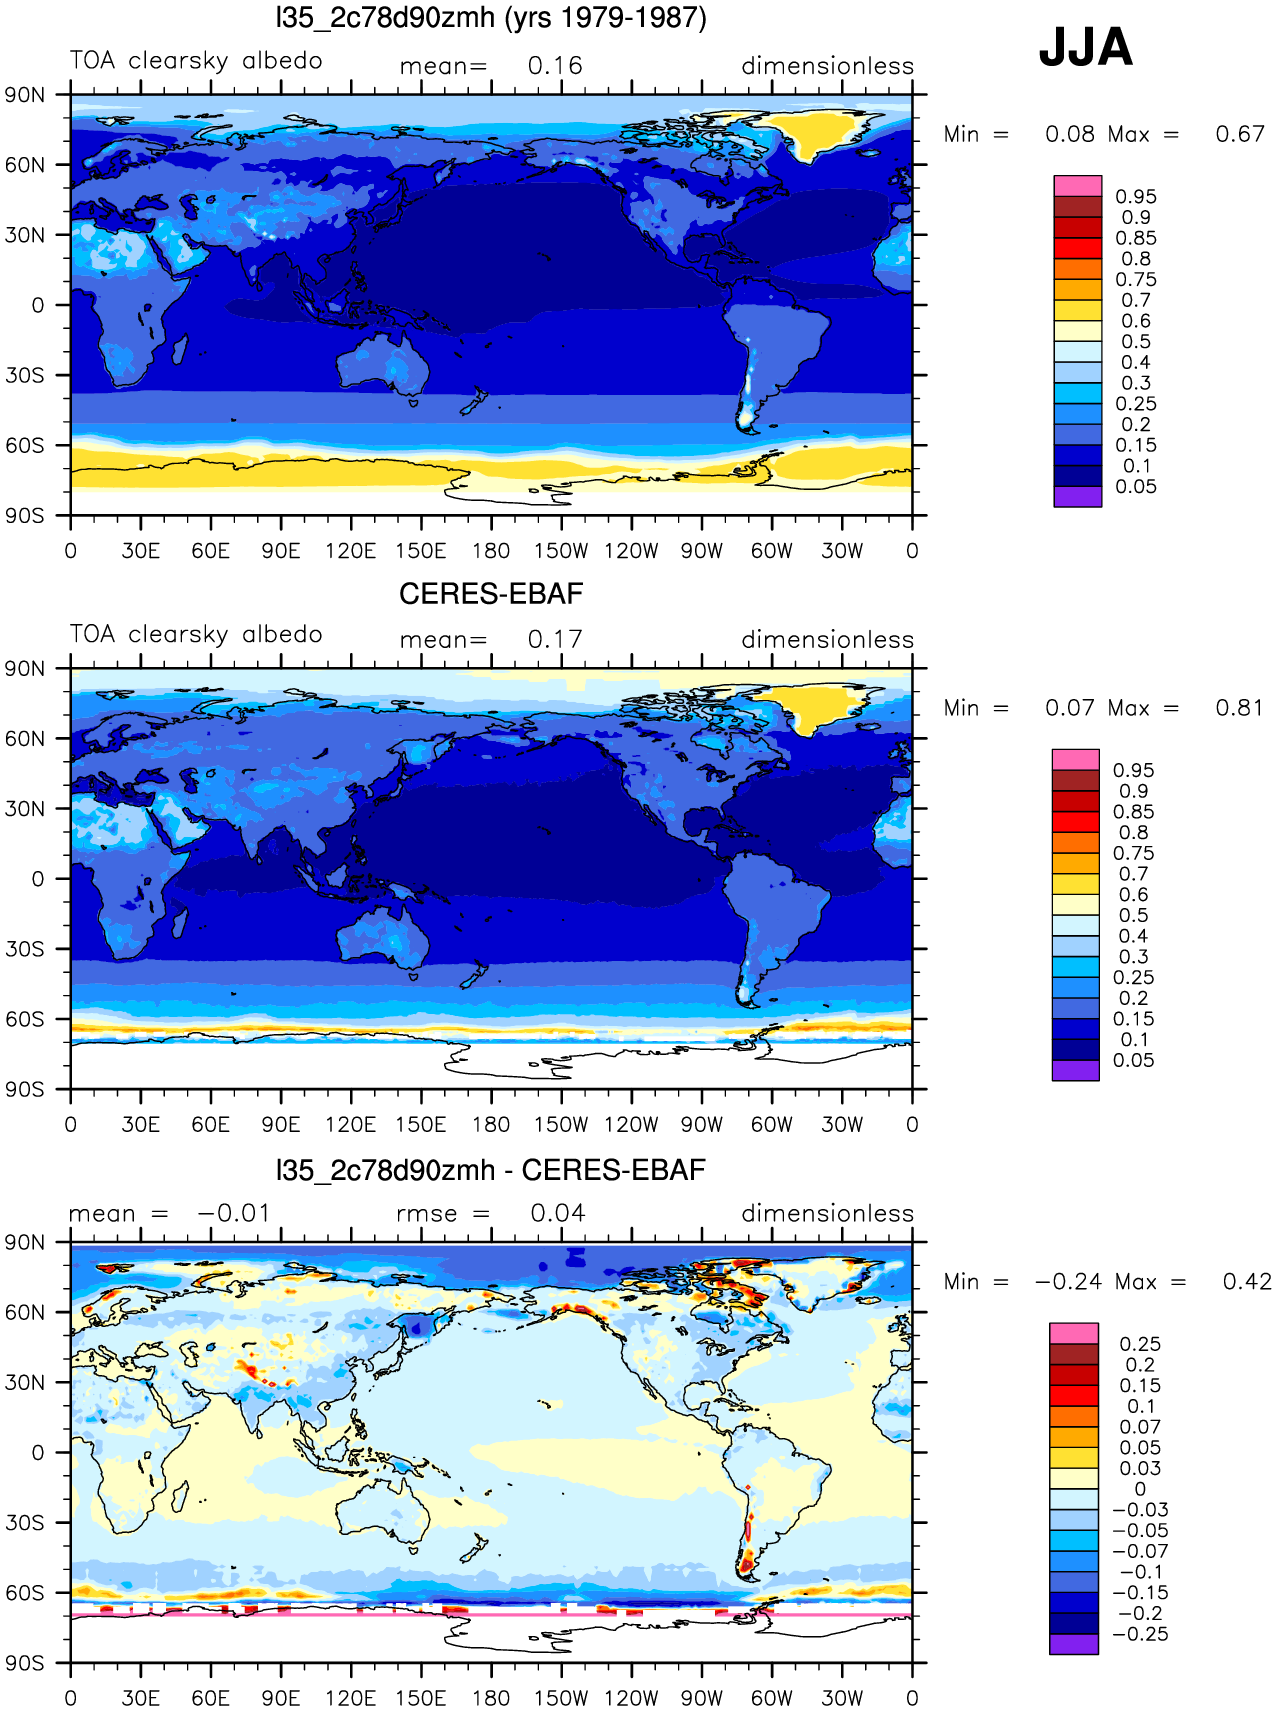 l35_2c78d90zmh (yrs 1979-1987)
JJA
TOA clearsky albedo mean= 0.16 dimensionless
Min = 0.08 Max = 0.67
90N
60N
30N
0
30S
60S
90S
0 30E 60E 90E 120E 150E 180 150W 120W 90W 60W 30W 0
0.95
0.9
0.85
0.8
0.75
0.7
0.6
0.5
0.4
0.3
0.25
0.2
0.15
0.1
0.05
CERES-EBAF
TOA clearsky albedo mean= 0.17 dimensionless
Min = 0.07 Max = 0.81
90N
60N
30N
0
30S
60S
90S
0 30E 60E 90E 120E 150E 180 150W 120W 90W 60W 30W 0
0.95
0.9
0.85
0.8
0.75
0.7
0.6
0.5
0.4
0.3
0.25
0.2
0.15
0.1
0.05
l35_2c78d90zmh - CERES-EBAF
mean = -0.01 rmse = 0.04 dimensionless
Min = -0.24 Max = 0.42
90N
60N
30N
0
30S
60S
90S
0 30E 60E 90E 120E 150E 180 150W 120W 90W 60W 30W 0
0.25
0.2
0.15
0.1
0.07
0.05
0.03
0
-0.03
-0.05
-0.07
-0.1
-0.15
-0.2
-0.25